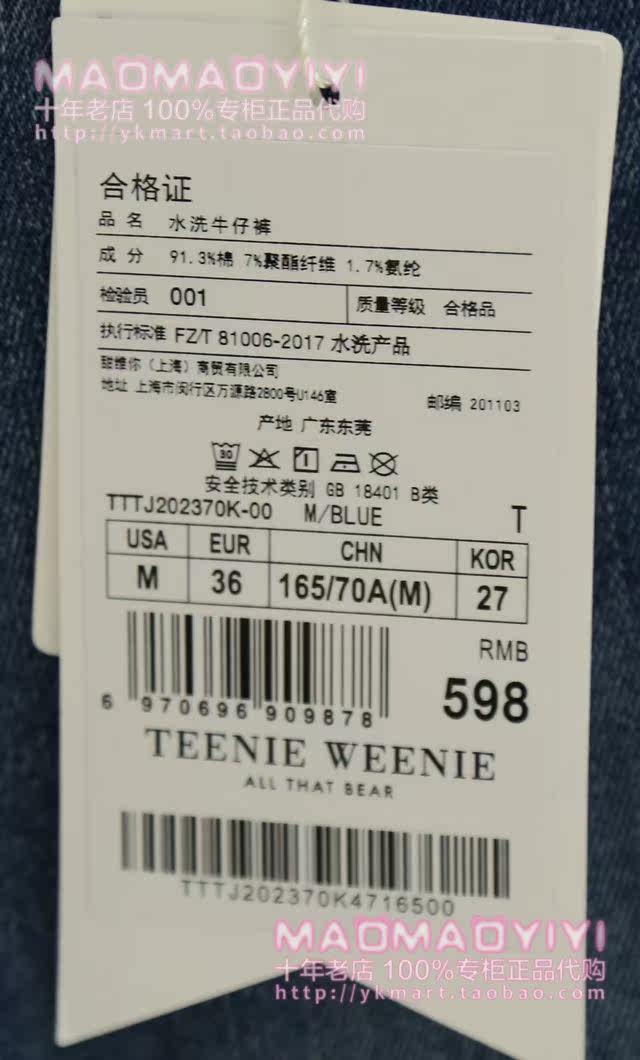 MAOMAOYIYI
十年老店 100%专柜正品代购
http://ykmart.taobao.com
合格证
品 名 水洗牛仔裤
成 分 91.3%棉 7%聚酯纤维 1.7%氨纶
检验员 001 质量等级 合格品
执行标准 FZ/T 81006-2017 水洗产品
甜维你（上海）商贸有限公司
地址 上海市闵行区万源路2800号U146室 邮编 201103
产地 广东东莞
30
安全技术类别 GB 18401 B类
TTTJ202370K-00 M/BLUE T
USA EUR CHN KOR
M 36 165/70A(M) 27
RMB
598
6 970696 909878
TEENIE WEENIE
ALL THAT BEAR
TTTJ202370K4716500
MAOMAOYIYI
十年老店 100%专柜正品代购
http://ykmart.taobao.com